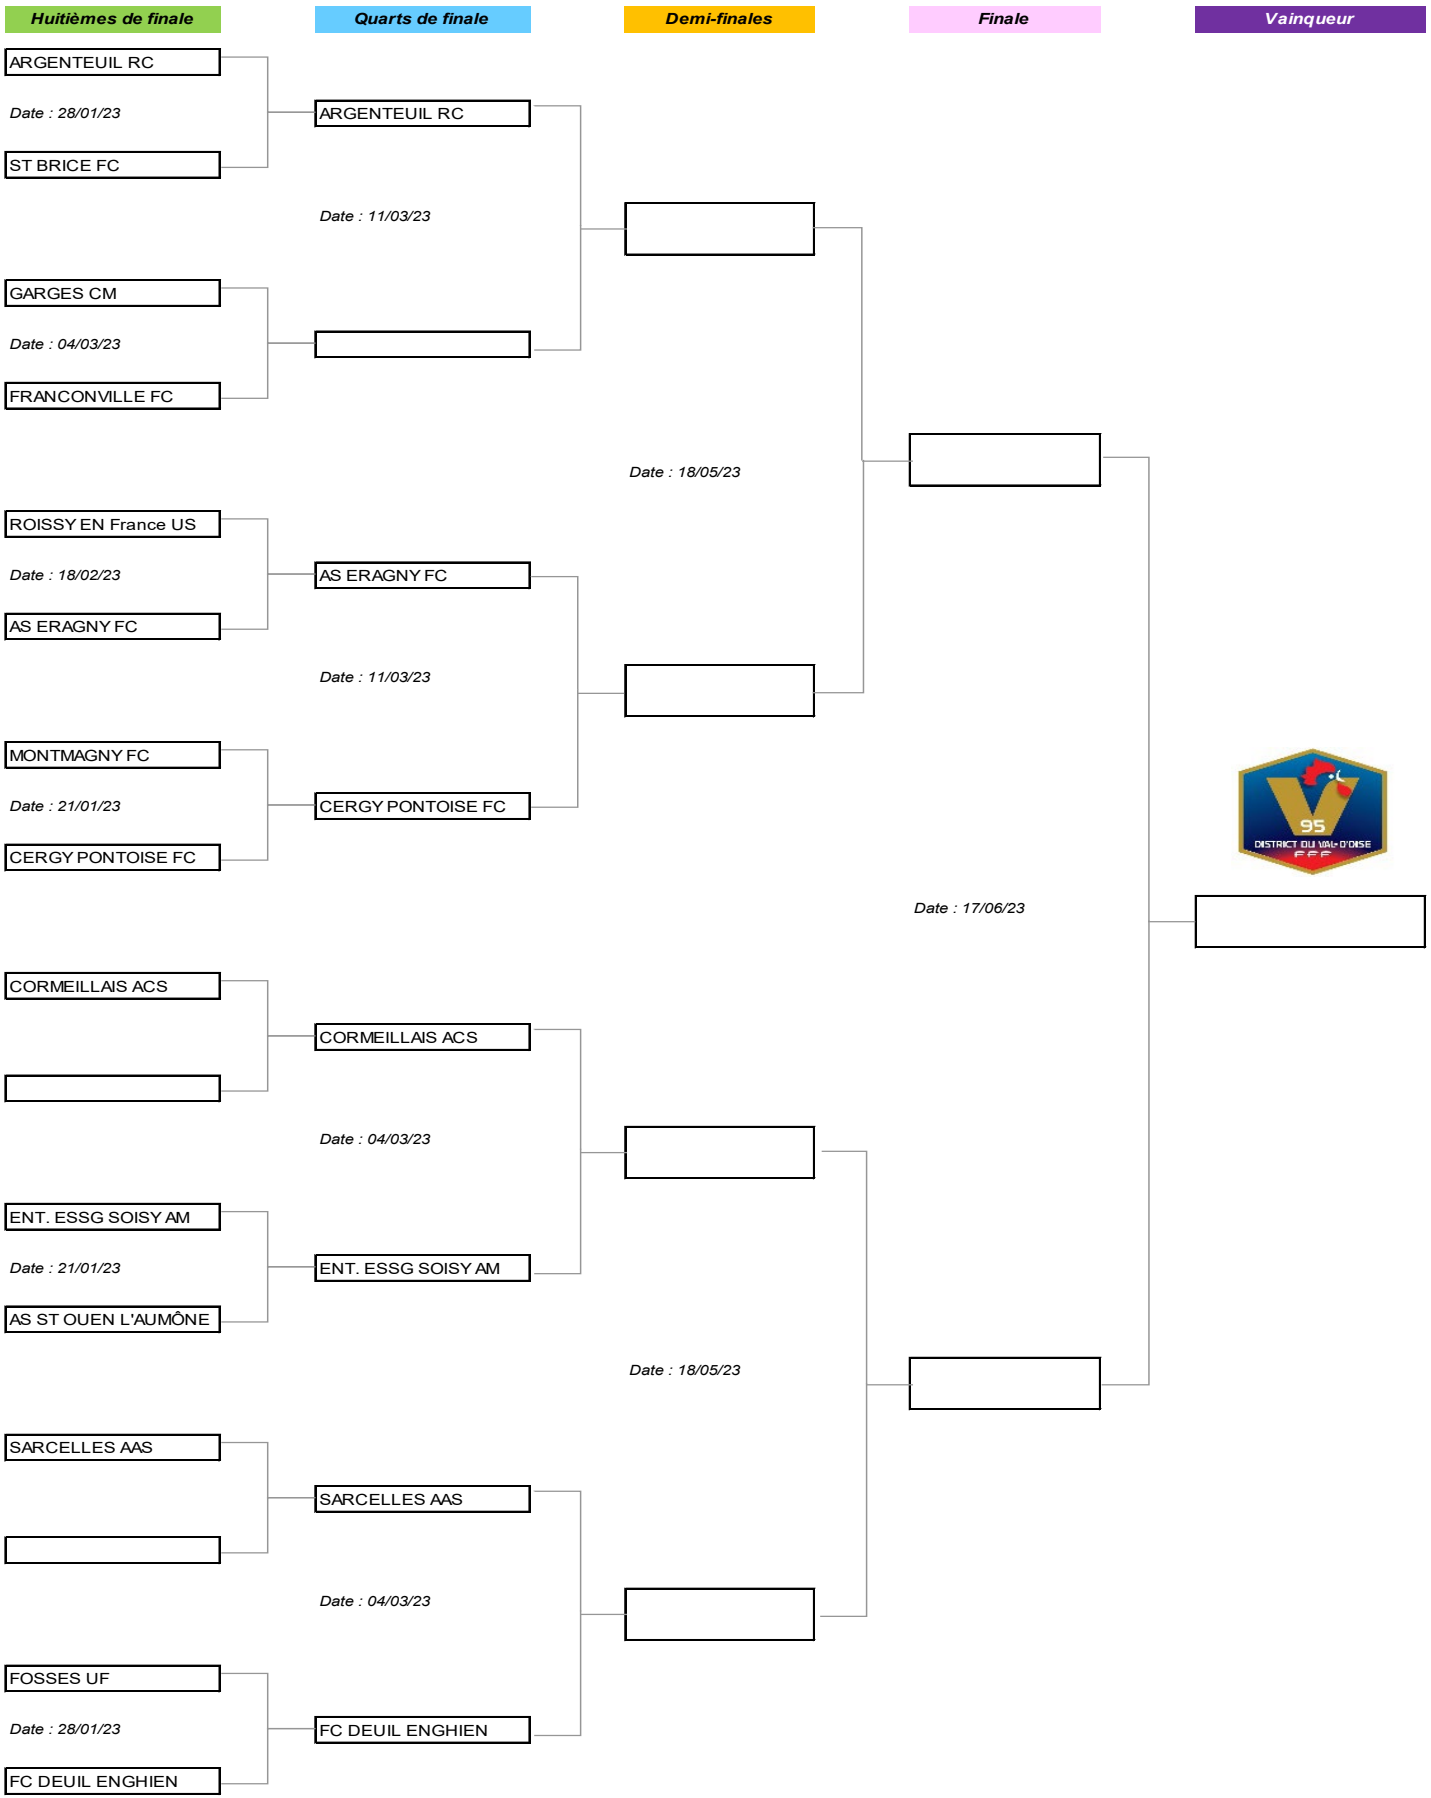 Huitièmes de finale
Quarts de finale
Demi-finales
Finale
Vainqueur
ARGENTEUIL RC
Date : 28/01/23
ARGENTEUIL RC
ST BRICE FC
Date : 11/03/23
GARGES CM
Date : 04/03/23
FRANCONVILLE FC
Date : 18/05/23
ROISSY EN France US
Date : 18/02/23
AS ERAGNY FC
AS ERAGNY FC
Date : 11/03/23
MONTMAGNY FC
Date : 21/01/23
CERGY PONTOISE FC
CERGY PONTOISE FC
V
95
DISTRICT DU VAL-D'OISE
FFF
Date : 17/06/23
CORMEILLAIS ACS
CORMEILLAIS ACS
Date : 04/03/23
ENT. ESSG SOISY AM
Date : 21/01/23
ENT. ESSG SOISY AM
AS ST OUEN L'AUMÔNE
Date : 18/05/23
SARCELLES AAS
SARCELLES AAS
Date : 04/03/23
FOSSES UF
Date : 28/01/23
FC DEUIL ENGHIEN
FC DEUIL ENGHIEN